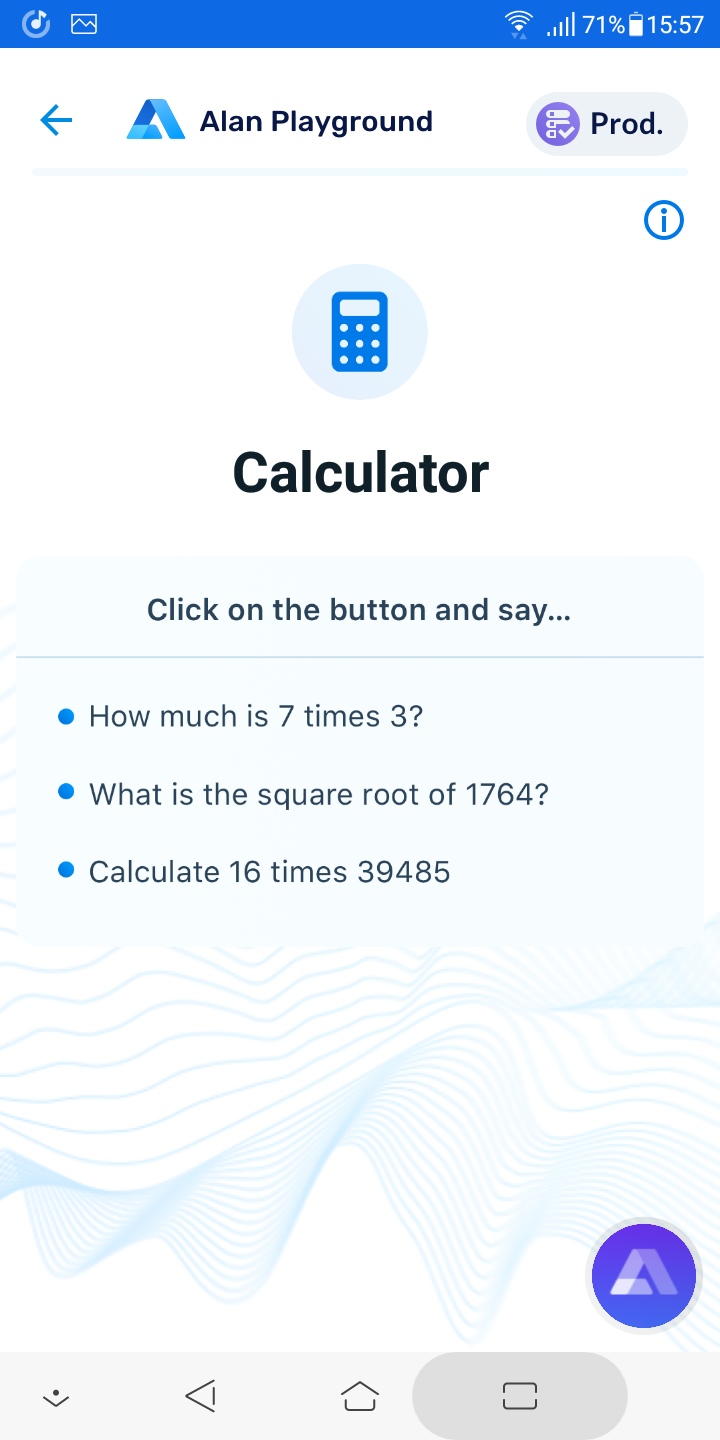 71% 15:57
Alan Playground
Prod.
Calculator
Click on the button and say...
How much is 7 times 3?
What is the square root of 1764?
Calculate 16 times 39485